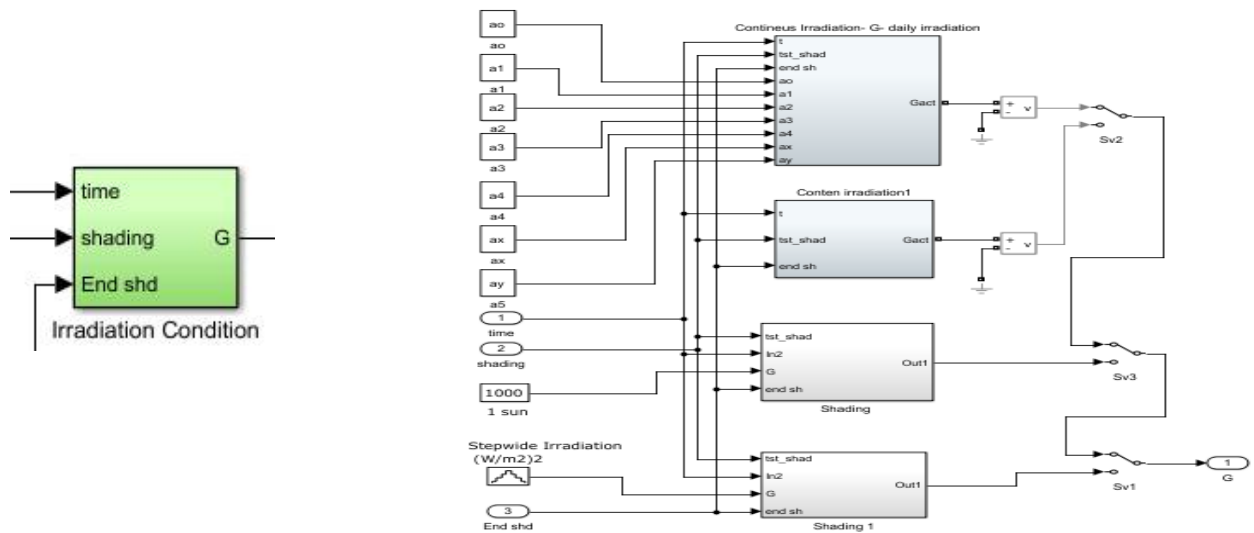 time
shading
G
End shd
Irradiation Condition
ao
ao
a1
a1
a2
a2
a3
a3
a4
a4
ax
ax
ay
a5
1
time
2
shading
1000
1 sun
Stepwide Irradiation
(W/m2)2
3
End shd
Contineus Irradiation- G- daily irradiation
t
tst_shad
end sh
ao
a1
a2
a3
a4
ax
ay
Gact
+
-
v
Sv2
Conten irradiation1
t
tst_shad
end sh
Gact
+
-
v
tst_shad
In2
G
end sh
Out1
Shading
Sv3
tst_shad
In2
G
end sh
Out1
Shading 1
Sv1
1
G